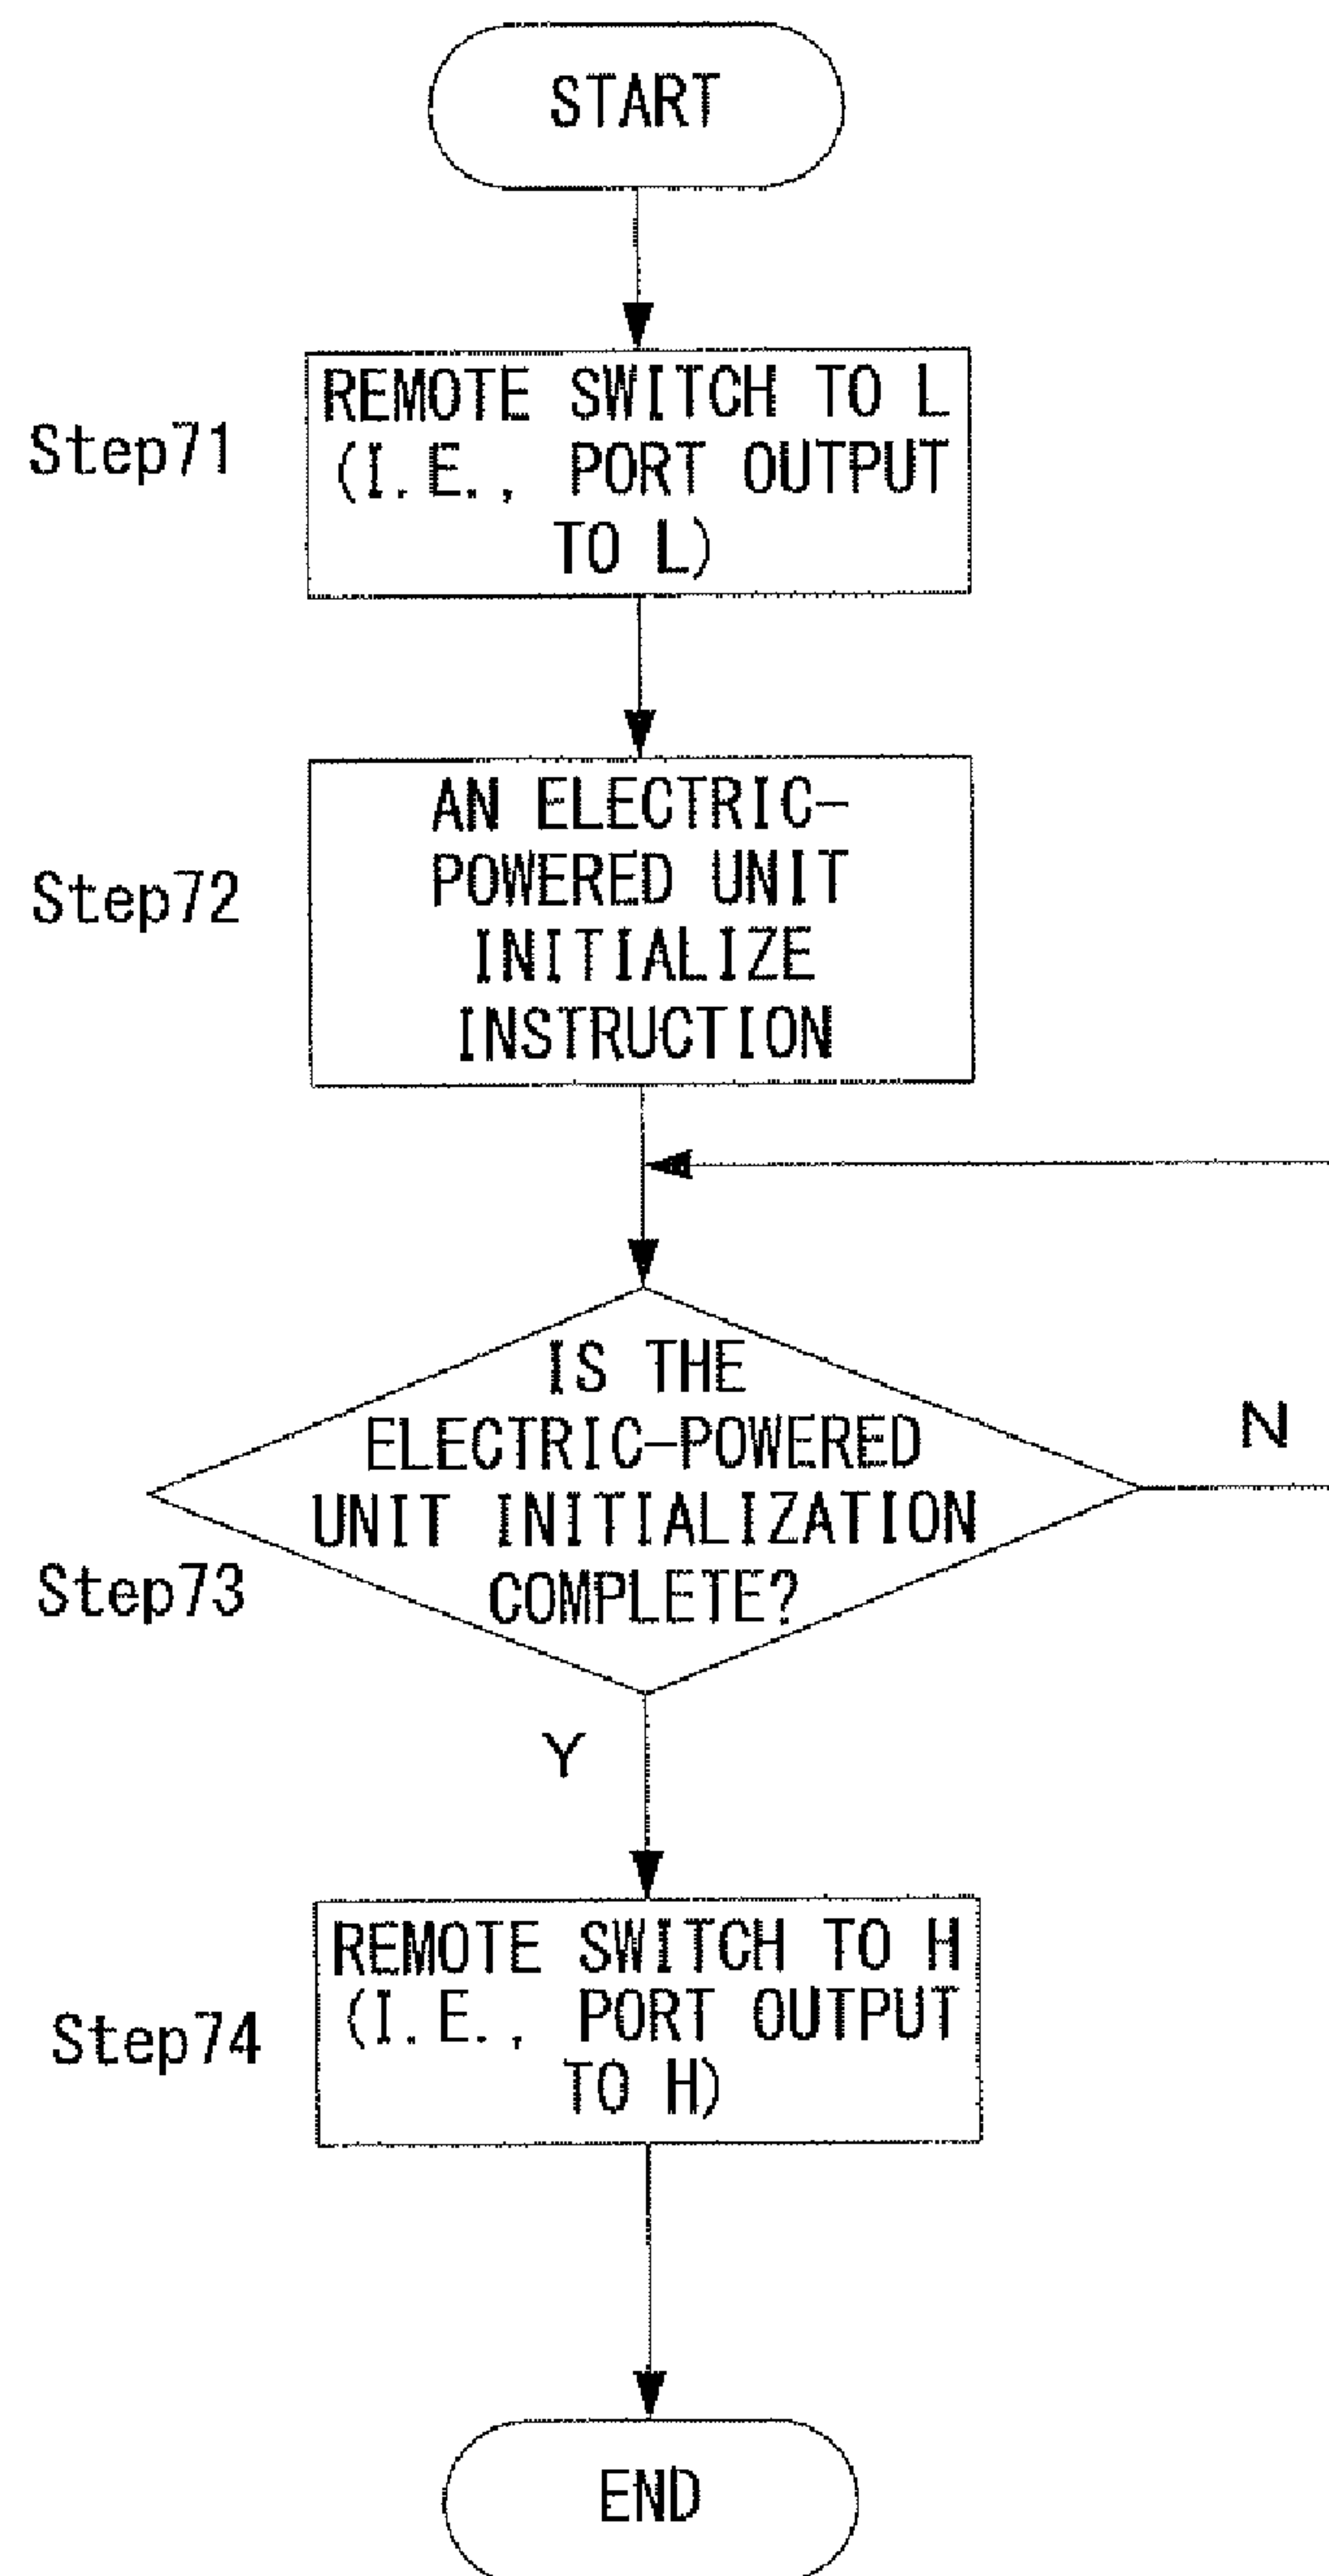 START
Step71
REMOTE SWITCH TO L
(I.E., PORT OUTPUT
TO L)
Step72
AN ELECTRIC-
POWERED UNIT
INITIALIZE
INSTRUCTION
Step73
IS THE
ELECTRIC-POWERED
UNIT INITIALIZATION
COMPLETE?
N
Y
Step74
REMOTE SWITCH TO H
(I.E., PORT OUTPUT
TO H)
END